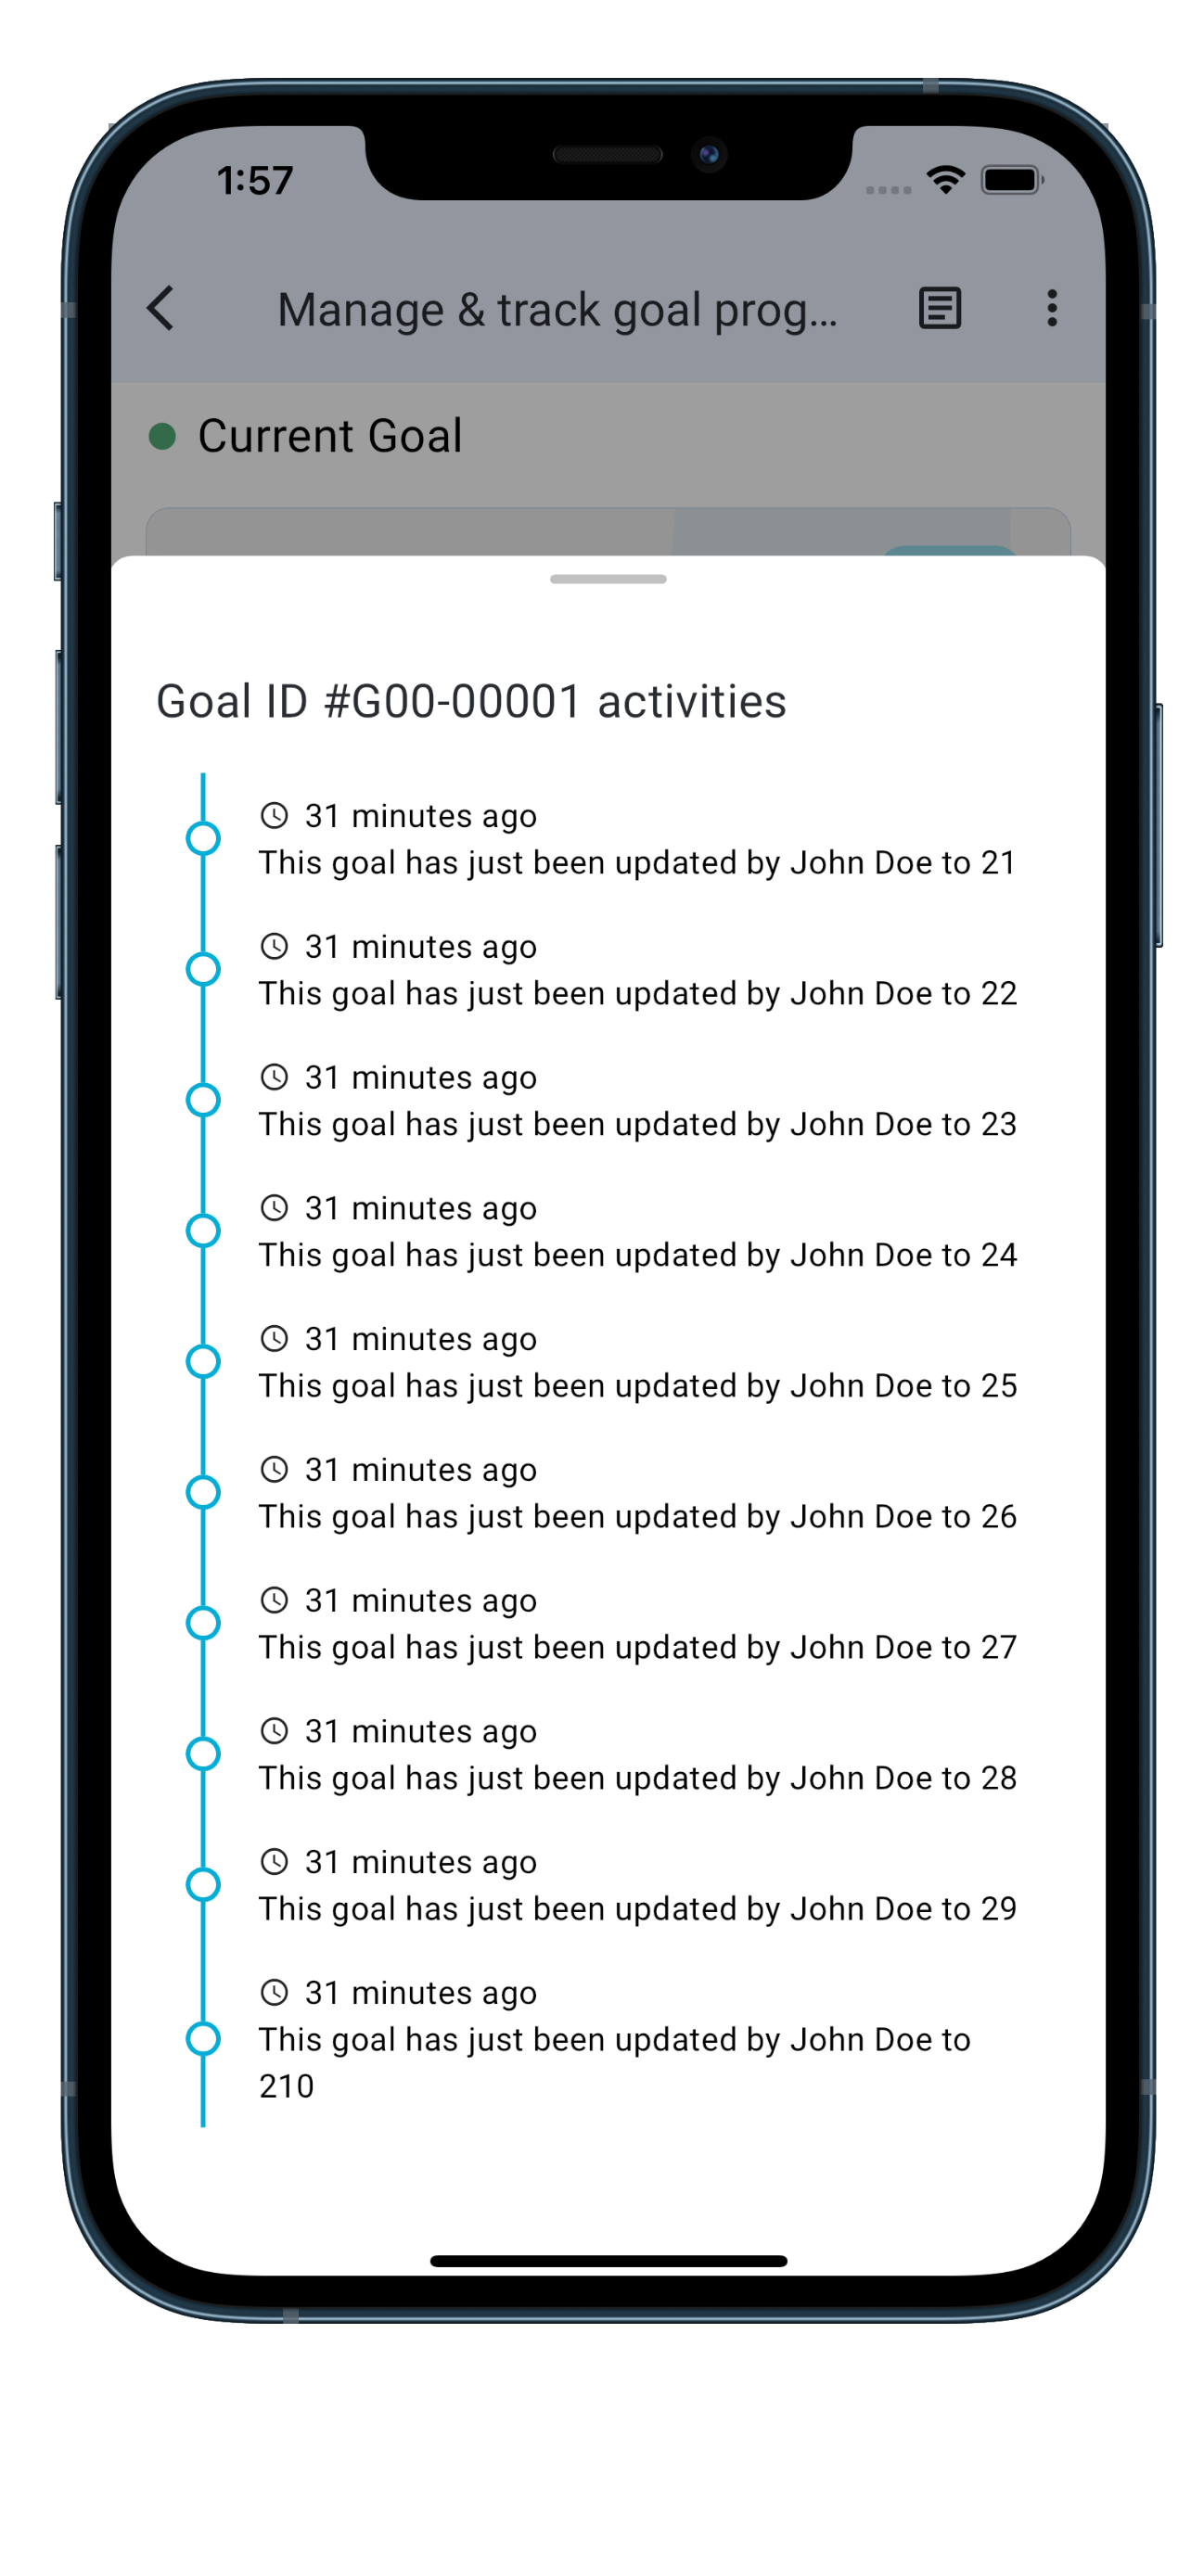 1:57
Manage & track goal prog...
Current Goal
Goal ID #G00-00001 activities
31 minutes ago
This goal has just been updated by John Doe to 21
31 minutes ago
This goal has just been updated by John Doe to 22
31 minutes ago
This goal has just been updated by John Doe to 23
31 minutes ago
This goal has just been updated by John Doe to 24
31 minutes ago
This goal has just been updated by John Doe to 25
31 minutes ago
This goal has just been updated by John Doe to 26
31 minutes ago
This goal has just been updated by John Doe to 27
31 minutes ago
This goal has just been updated by John Doe to 28
31 minutes ago
This goal has just been updated by John Doe to 29
31 minutes ago
This goal has just been updated by John Doe to
210